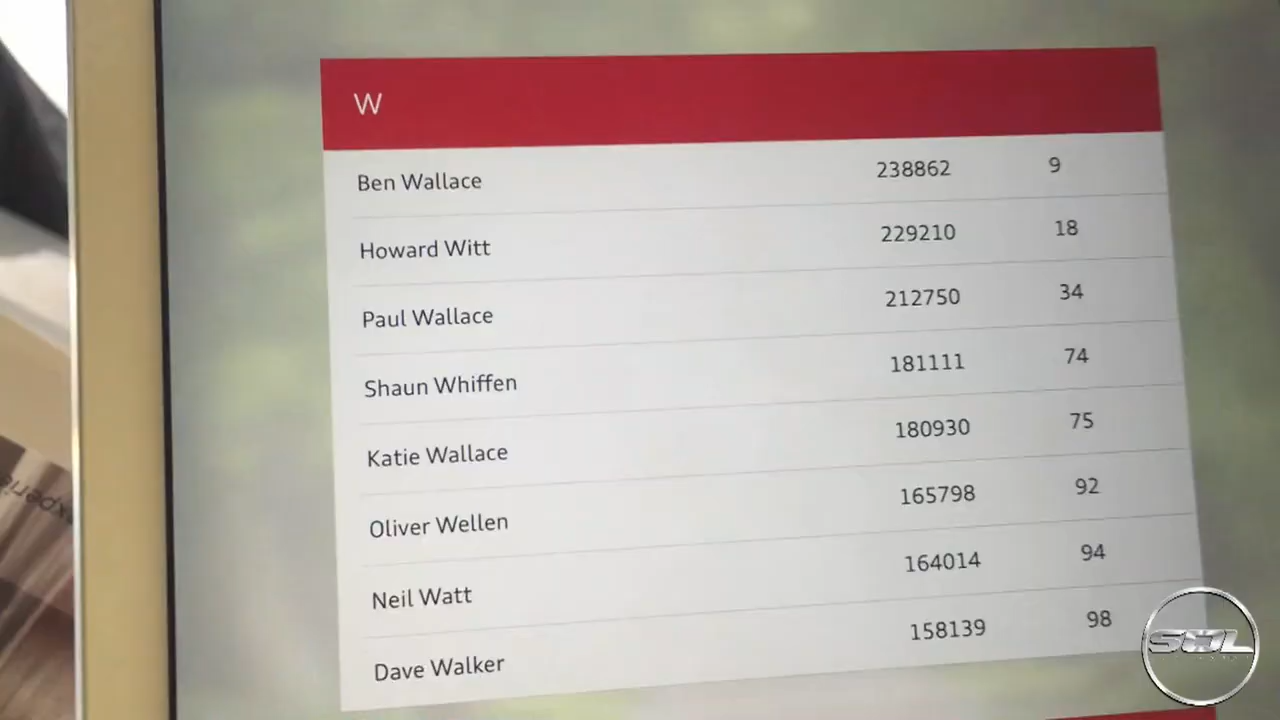 W
Ben Wallace 238862 9
Howard Witt 229210 18
Paul Wallace 212750 34
Shaun Whiffen 181111 74
Katie Wallace 180930 75
Oliver Wellen 165798 92
Neil Watt 164014 94
Dave Walker 158139 98
SOL